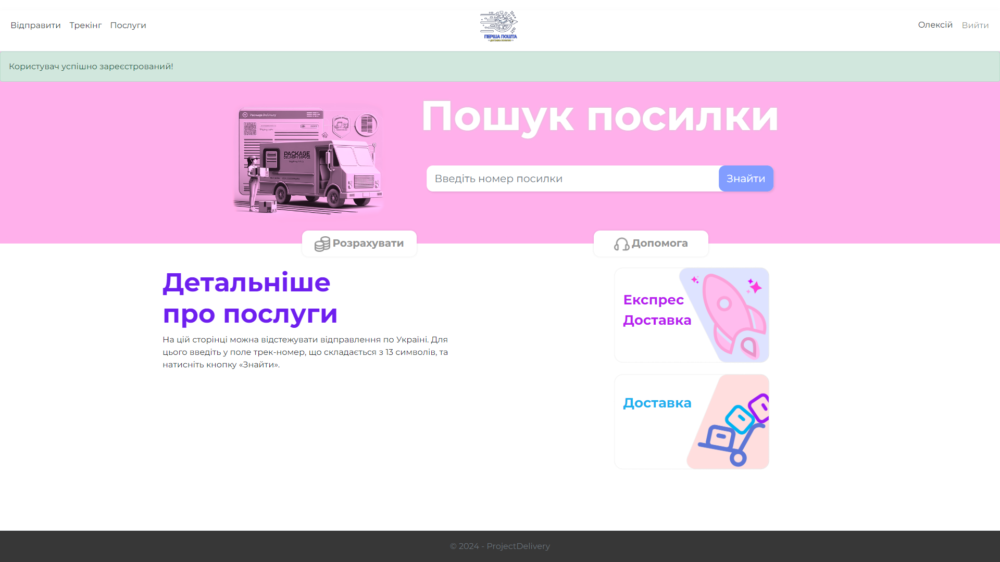 Відправити Трекінг Послуги
ПЕРША ПОШТА
Олексій Вийти
Користувач успішно зареєстрований!
Package Delivery
PACKAGE
Пошук посилки
Введіть номер посилки Знайти
Розрахувати
Допомога
Детальніше
про послуги
На цій сторінці можна відстежувати відправлення по Україні. Для
цього введіть у поле трек-номер, що складається з 13 символів, та
натисніть кнопку «Знайти».
Експрес
Доставка
Доставка
© 2024 - ProjectDelivery